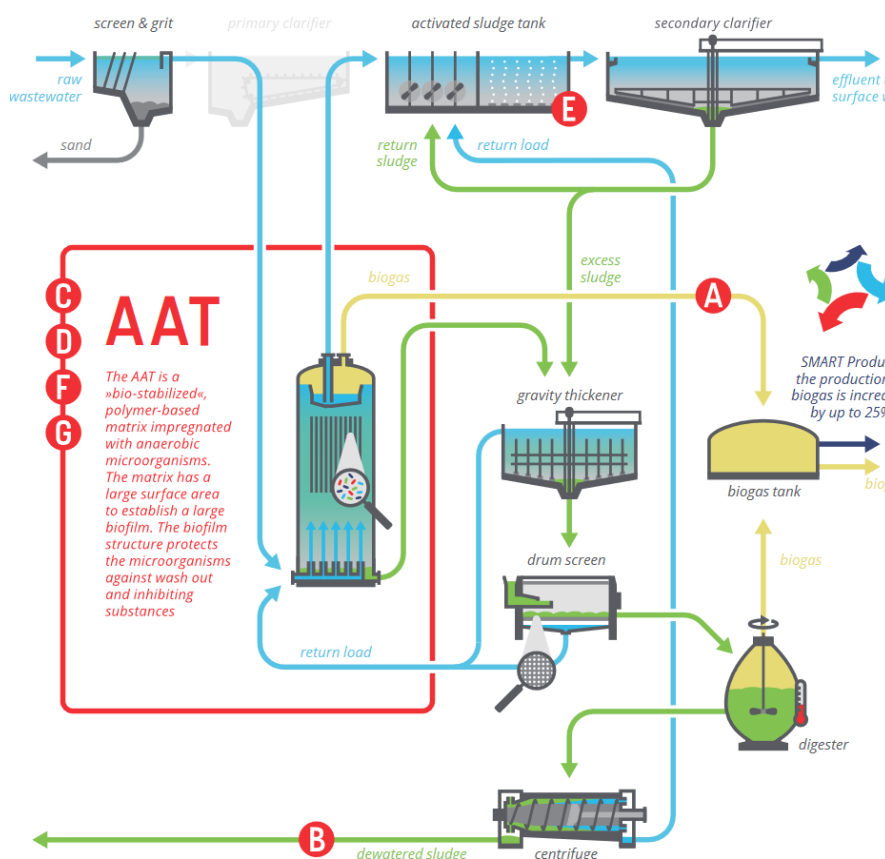 screen & grit
primary clarifier
activated sludge tank
secondary clarifier
raw
wastewater
effluent
surface
E
sand
return
sludge
return load
excess
sludge
biogas
A
C
D
F
G
AAT
The AAT is a
»bio-stabilized«,
polymer-based
matrix impregnated
with anaerobic
microorganisms.
The matrix has a
large surface area
to establish a large
biofilm. The biofilm
structure protects
the microorganisms
against wash out
and inhibiting
substances
SMART Produ
the production
biogas is increa
by up to 25%
gravity thickener
biogas tank
biog
drum screen
biogas
return load
digester
B
dewatered sludge
centrifuge